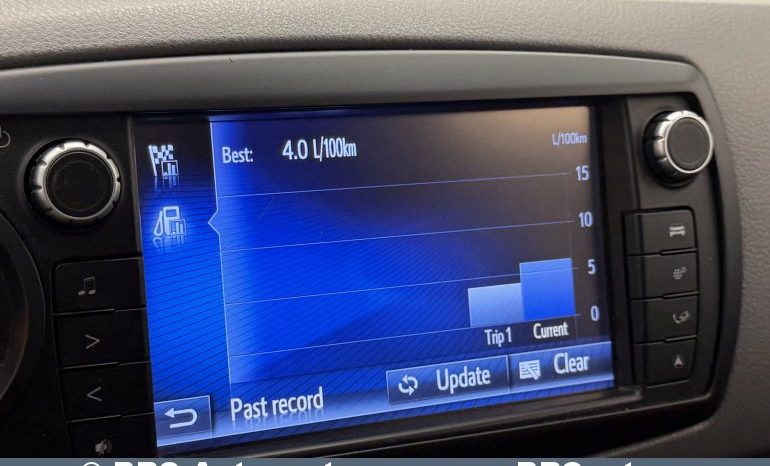 L/100km
Best: 4.0 L/100km
15
10
5
0
Trip 1 Current
Update Clear
Past record